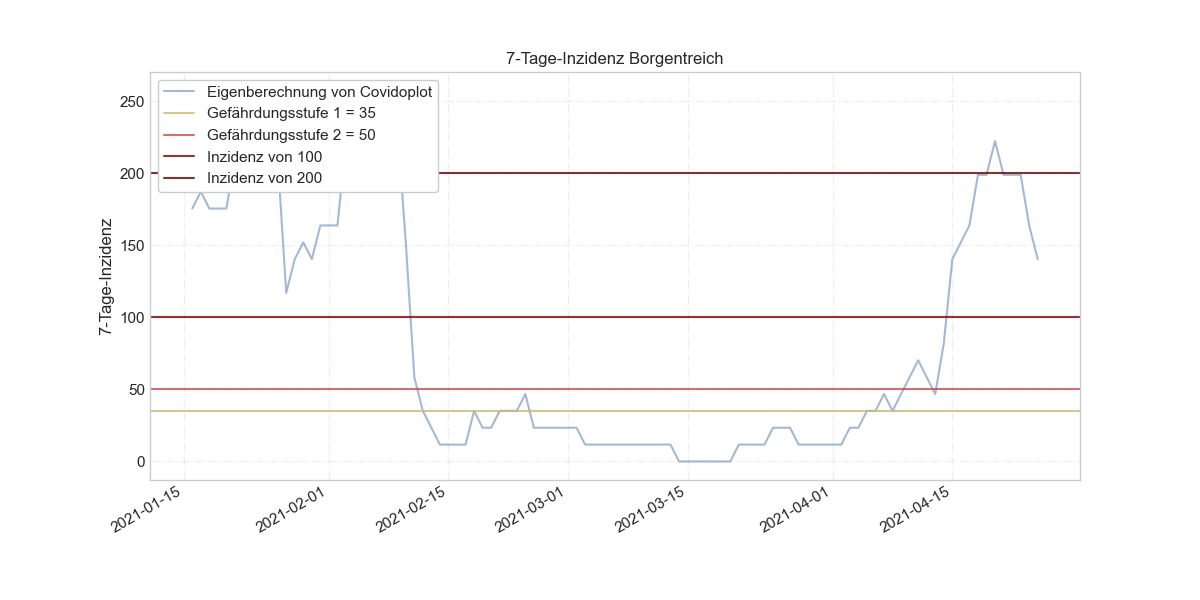 7-Tage-Inzidenz Borgentreich
Eigenberechnung von Covidoplot
Gefährdungsstufe 1 = 35
Gefährdungsstufe 2 = 50
Inzidenz von 100
Inzidenz von 200
7-Tage-Inzidenz
250
200
150
100
50
0
2021-01-15
2021-02-01
2021-02-15
2021-03-01
2021-03-15
2021-04-01
2021-04-15